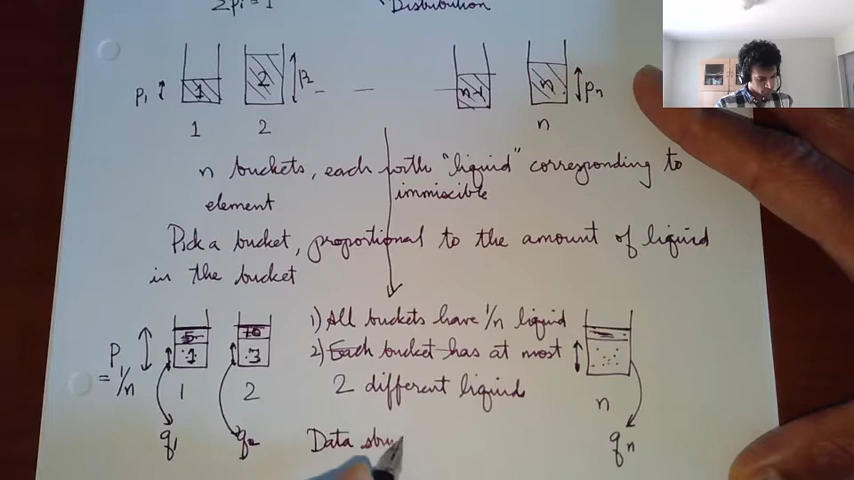 Σpi = 1 Distribution
p1 1 2 p2 - - n-1 n pn
1 2 n
n buckets, each with "liquid" corresponding to
immiscible
element
Pick a bucket, proportional to the amount of liquid
in the bucket
1) All buckets have 1/n liquid
2) Each bucket has at most
2 different liquid
P = 1/n
1 3
1 2 n
q1 q2 qn
Data stru